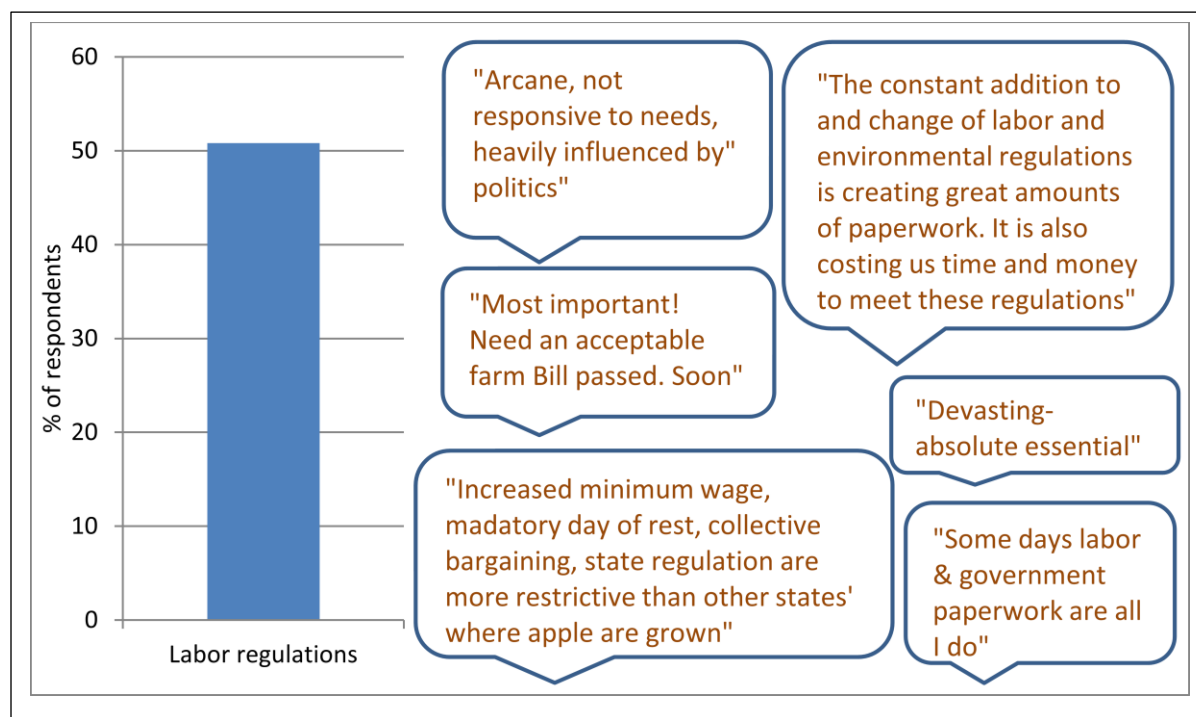 60
50
40
30
20
10
0
% of respondents
Labor regulations
"Arcane, not
responsive to needs,
heavily influenced by"
politics"
"The constant addition to
and change of labor and
environmental regulations
is creating great amounts
of paperwork. It is also
costing us time and money
to meet these regulations"
"Most important!
Need an acceptable
farm Bill passed. Soon"
"Devasting-
absolute essential"
"Increased minimum wage,
madatory day of rest, collective
bargaining, state regulation are
more restrictive than other states'
where apple are grown"
"Some days labor
& government
paperwork are all
I do"